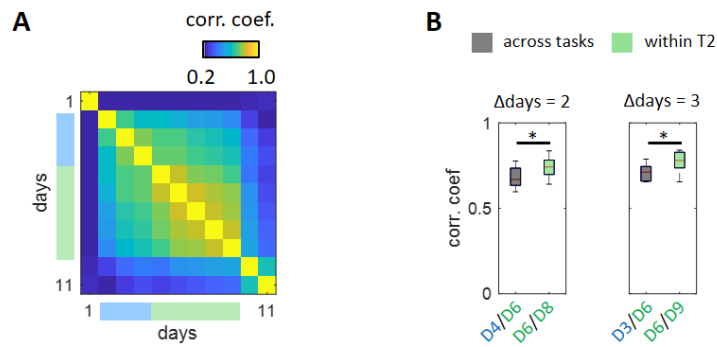 A
corr. coef.
0.2 1.0
1
days
11
1 11
days
B
across tasks within T2
Δdays = 2 Δdays = 3
1
0.5
0
corr. coef
* *
D4/D6 D6/D8 D3/D6 D6/D9